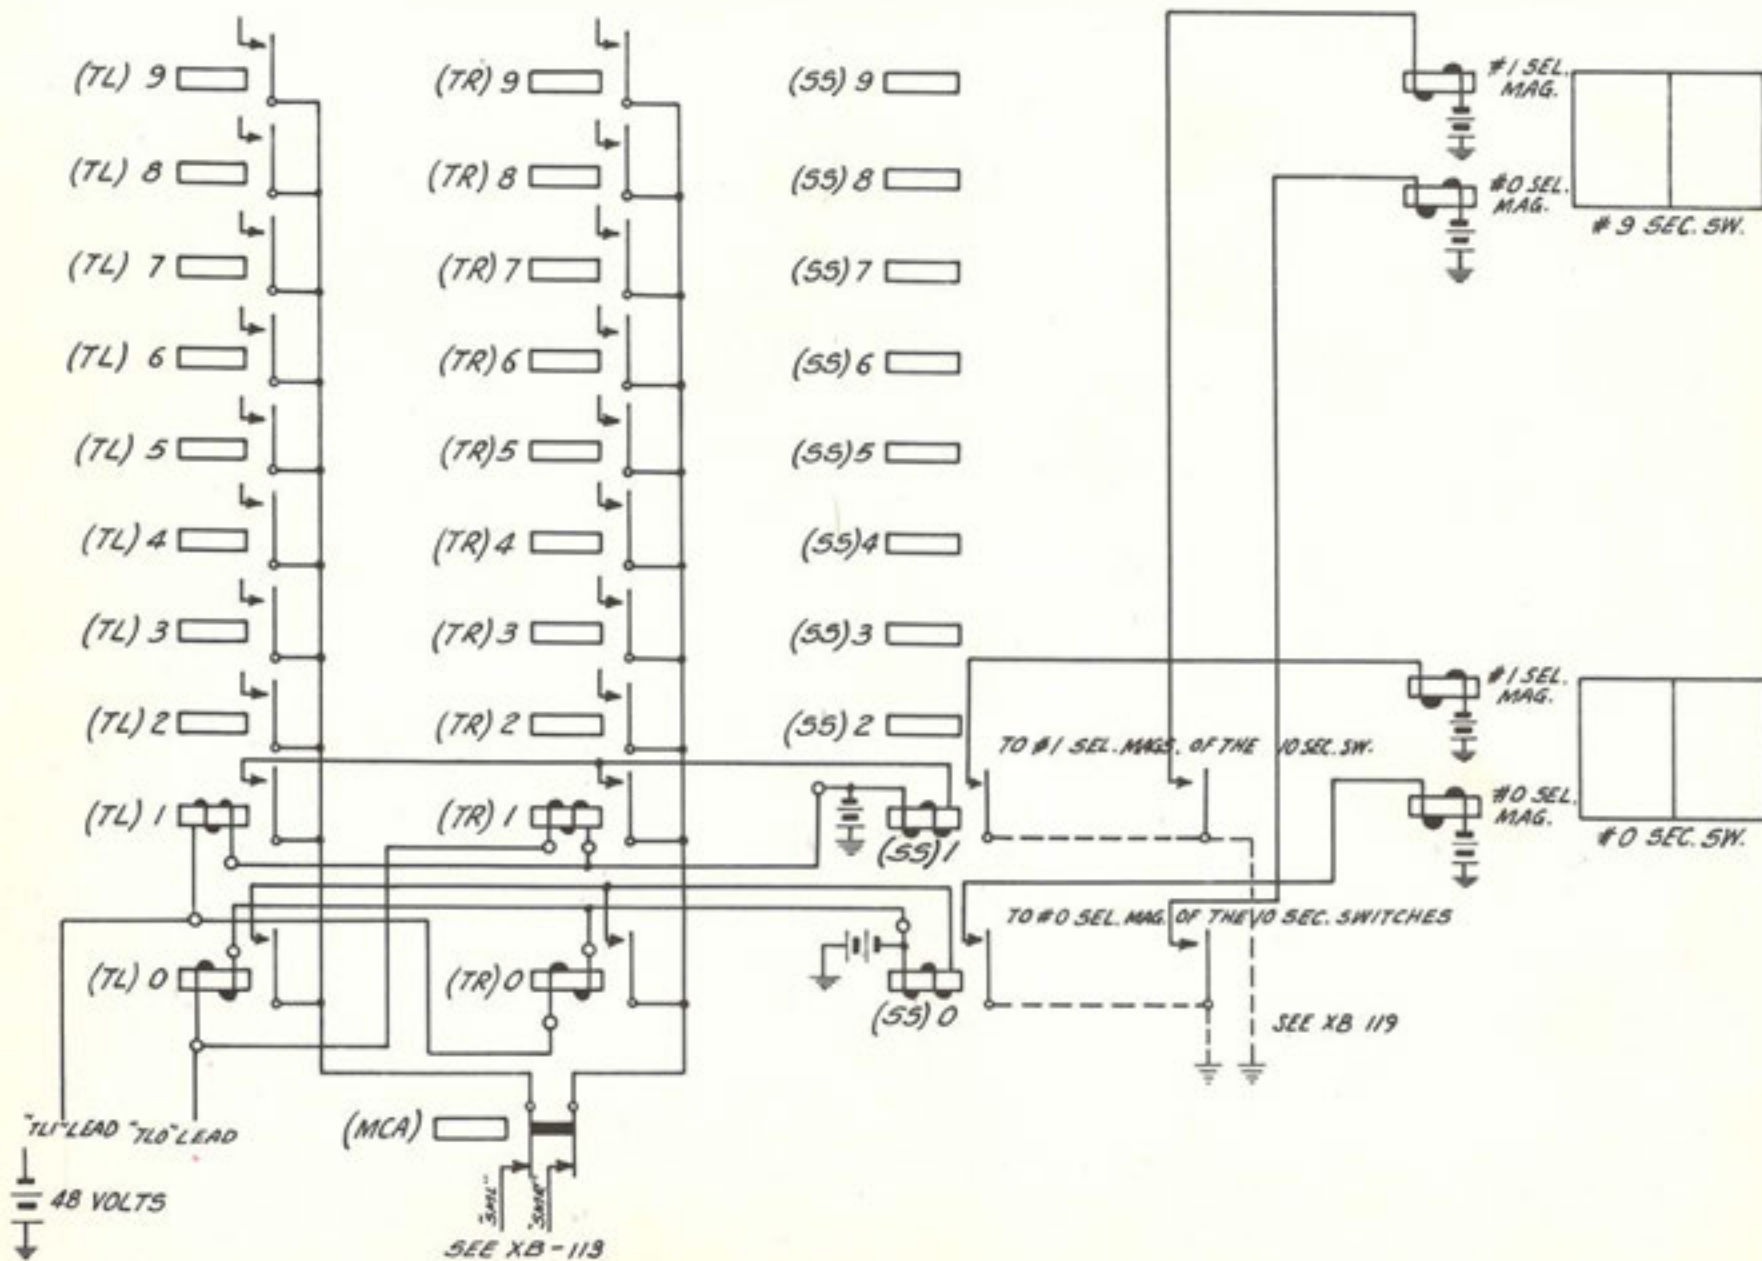 (TL) 9
(TR) 9
(SS) 9
#1 SEL.
MAG.
(TL) 8
(TR) 8
(SS) 8
#0 SEL.
MAG.
# 9 SEC. SW.
(TL) 7
(TR) 7
(SS) 7
(TL) 6
(TR) 6
(SS) 6
(TL) 5
(TR) 5
(SS) 5
(TL) 4
(TR) 4
(SS) 4
(TL) 3
(TR) 3
(SS) 3
#1 SEL.
MAG.
(TL) 2
(TR) 2
(SS) 2
TO #1 SEL. MAGS. OF THE 10 SEC. SW.
(TL) 1
(TR) 1
(SS) 1
#0 SEL.
MAG.
# 0 SEC. SW.
TO #0 SEL. MAG. OF THE 10 SEC. SWITCHES
(TL) 0
(TR) 0
(SS) 0
SEE XB 119
"TL1" LEAD "TL0" LEAD
(MCA)
48 VOLTS
"SML"
"SMR"
SEE XB-119